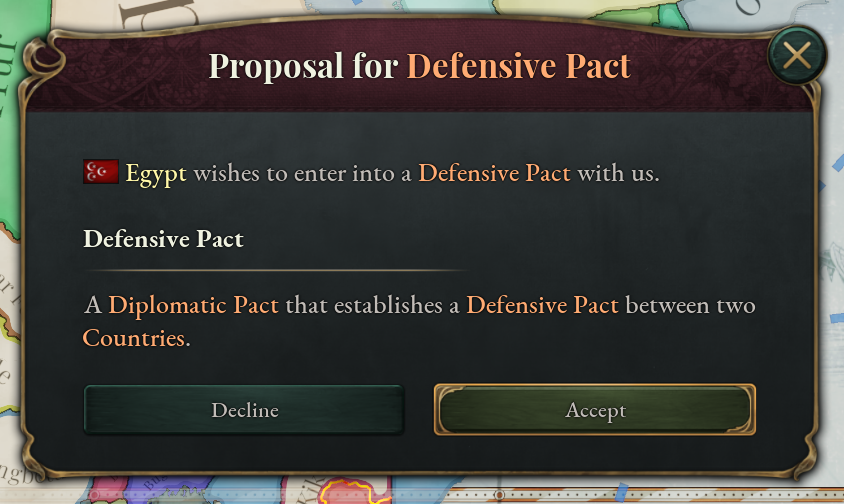 Proposal for Defensive Pact
Egypt wishes to enter into a Defensive Pact with us.
Defensive Pact
A Diplomatic Pact that establishes a Defensive Pact between two
Countries.
Decline
Accept